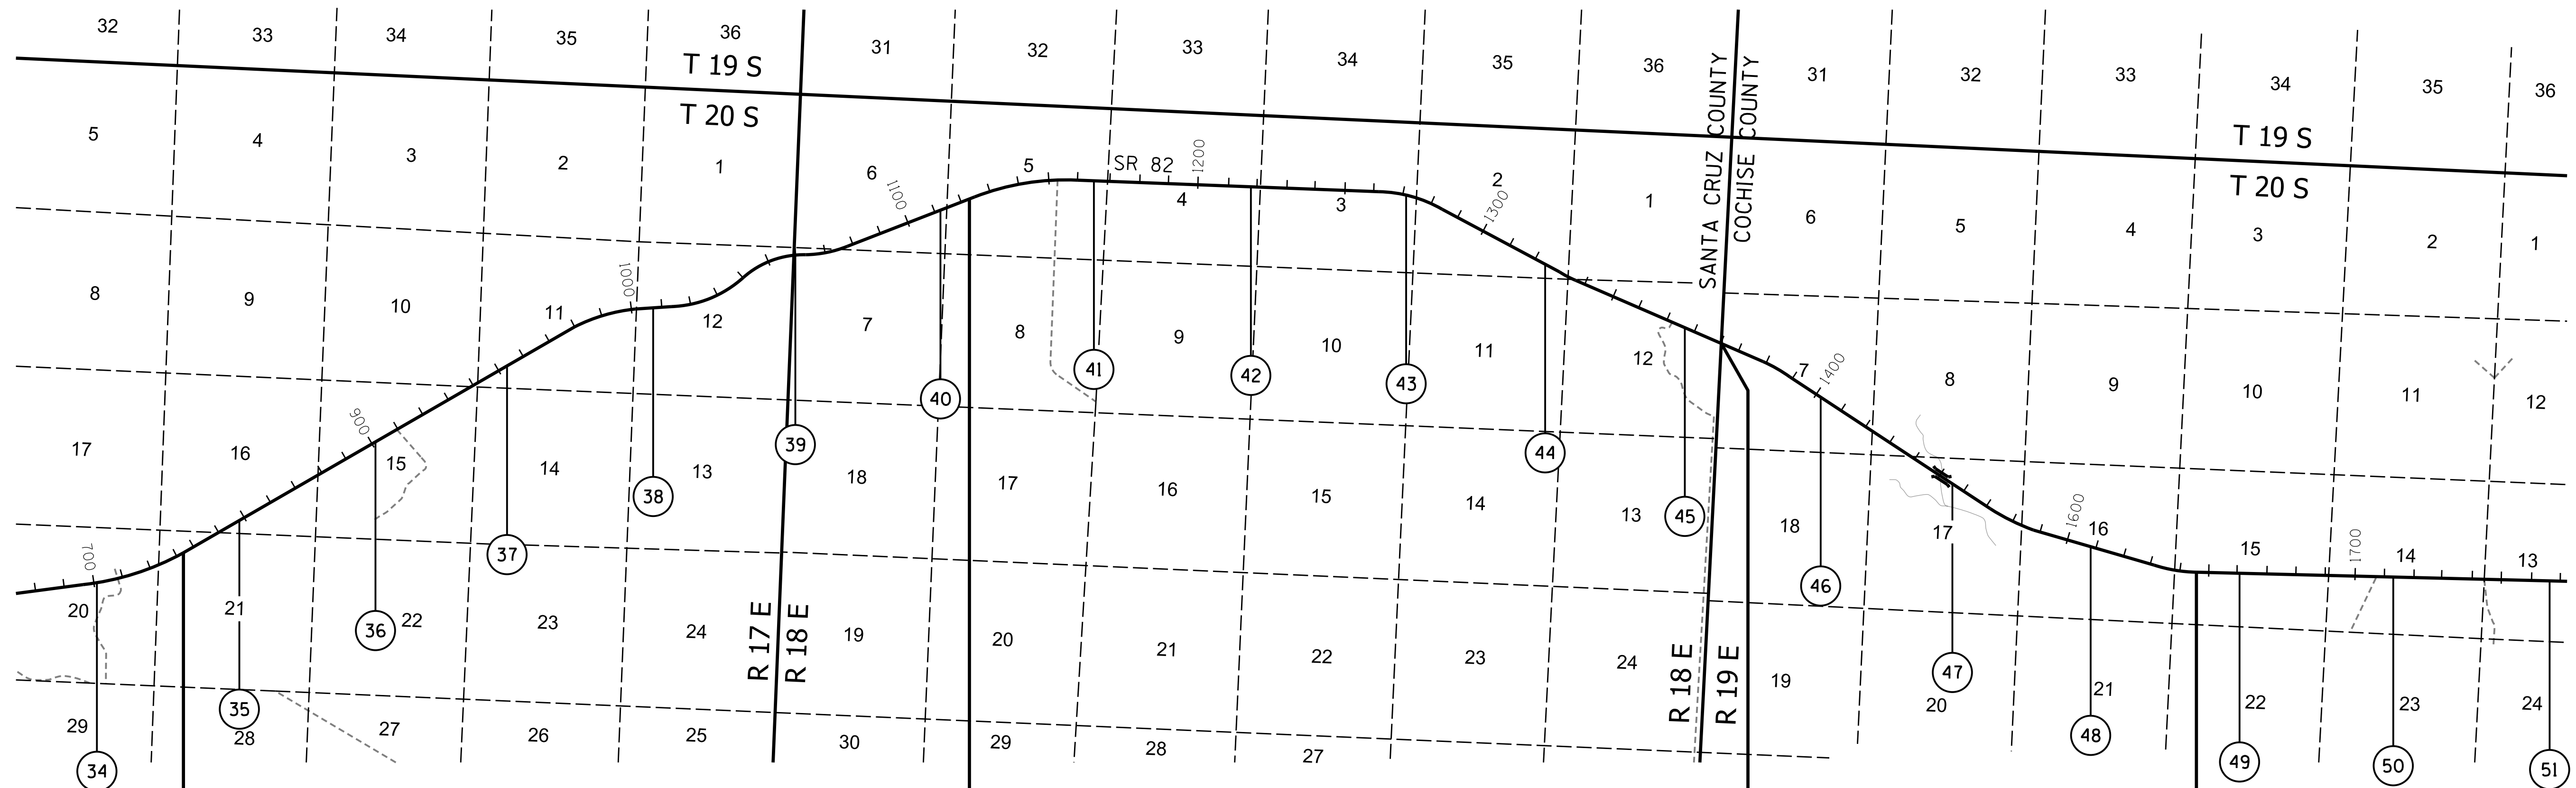 32 33 34 35 36 31 32 33 34 35 36 31 32 33 34 35 36
T 19 S
T 20 S
T 19 S
T 20 S
SANTA CRUZ COUNTY
COCHISE COUNTY
5 4 3 2 1 6 5 4 3 2 1 6 5 4 3 2 1
SR 82
1100
1200
1300
8 9 10 11 12 7 8 9 10 11 12 7 8 9 10 11 12
1000
1400
17 16 15 14 13 18 17 16 15 14 13 18 17 16 15 14 13
906
700
1600
1700
20 21 22 23 24 19 20 21 22 23 24 19 20 21 22 23 24
R 17 E
R 18 E
R 18 E
R 19 E
29 28 27 26 25 30 29 28 27
34 35 36 37 38 39 40 41 42 43 44 45 46 47 48 49 50 51